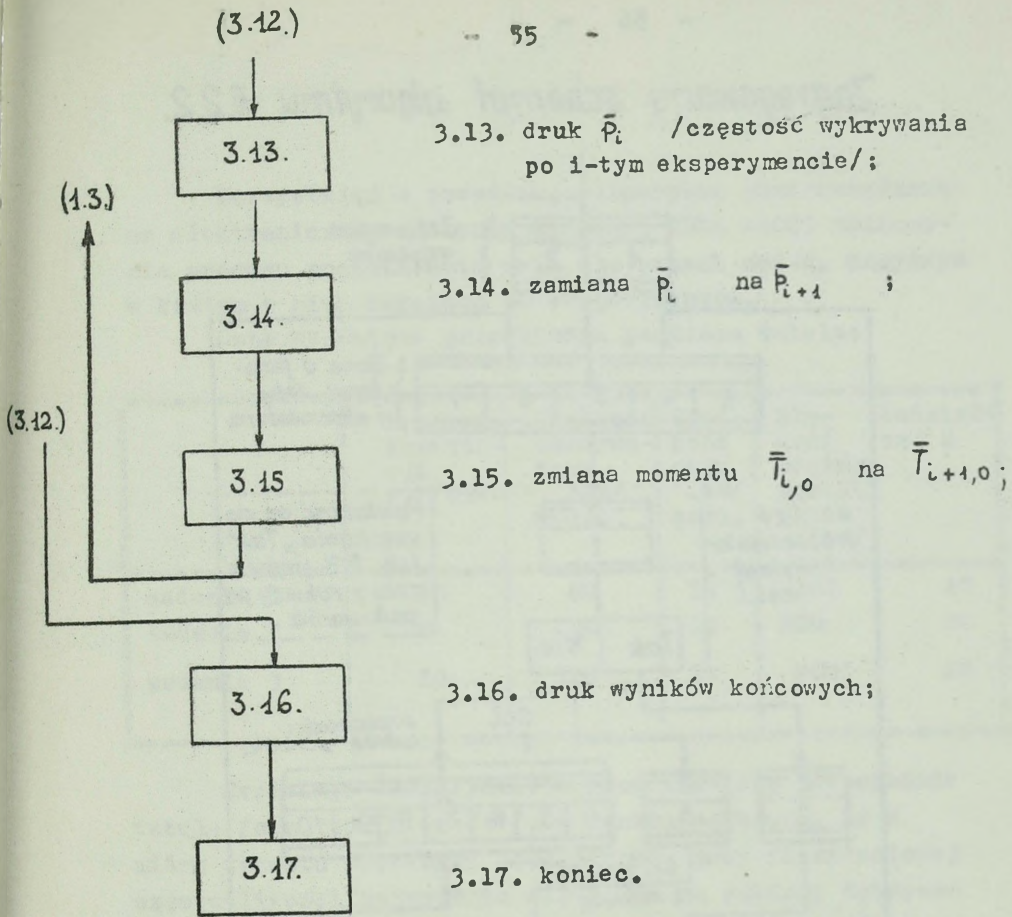 (3.12.)
- 55 -
3.13.
3.13. druk p̄ᵢ /częstość wykrywania
po i-tym eksperymencie/;
(1.3.)
3.14.
3.14. zamiana p̄ᵢ na p̄ᵢ₊₁ ;
(3.12.)
3.15
3.15. zmiana momentu T̿ᵢ,₀ na T̿ᵢ₊₁,₀;
3.16.
3.16. druk wyników końcowych;
3.17.
3.17. koniec.